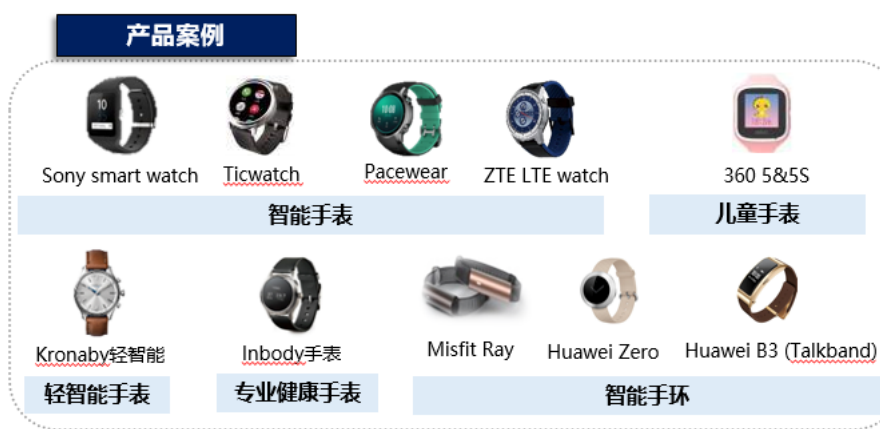 产品案例
Sony smart watch
Ticwatch
Pacewear
ZTE LTE watch
360 5&5S
智能手表
儿童手表
Kronaby轻智能
Inbody手表
Misfit Ray
Huawei Zero
Huawei B3 (Talkband)
轻智能手表
专业健康手表
智能手环